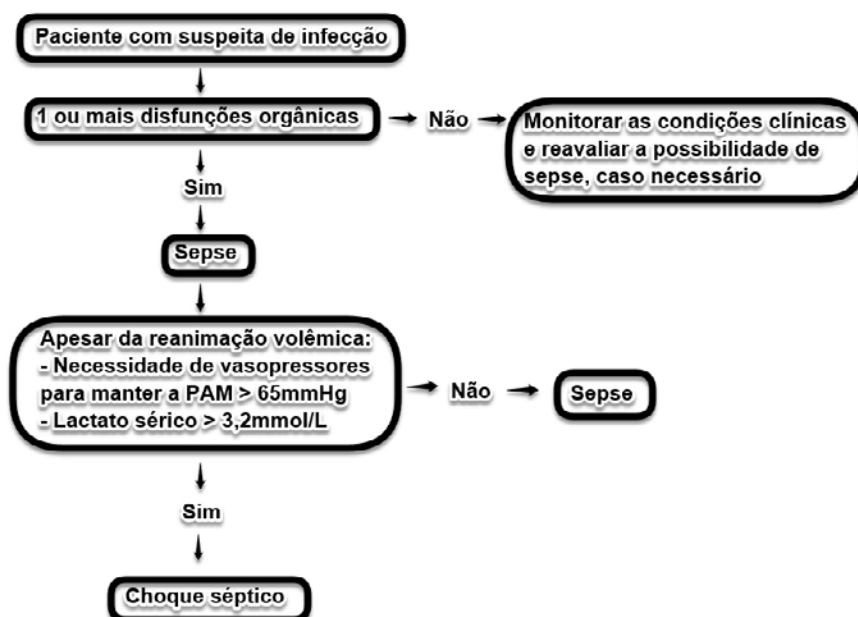 Paciente com suspeita de infecção
1 ou mais disfunções orgânicas
Não
Monitorar as condições clínicas
e reavaliar a possibilidade de
sepse, caso necessário
Sim
Sepse
Apesar da reanimação volêmica:
- Necessidade de vasopressores
para manter a PAM > 65mmHg
- Lactato sérico > 3,2mmol/L
Não
Sepse
Sim
Choque séptico